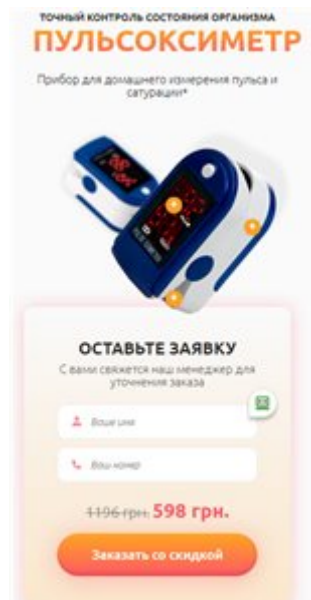 ТОЧНЫЙ КОНТРОЛЬ СОСТОЯНИЯ ОРГАНИЗМА
ПУЛЬСОКСИМЕТР
Прибор для домашнего измерения пульса и
сатурации*
ОСТАВЬТЕ ЗАЯВКУ
С вами свяжется наш менеджер для
уточнения заказа
Ваше имя
Ваш номер
1196 грн. 598 грн.
Заказать со скидкой